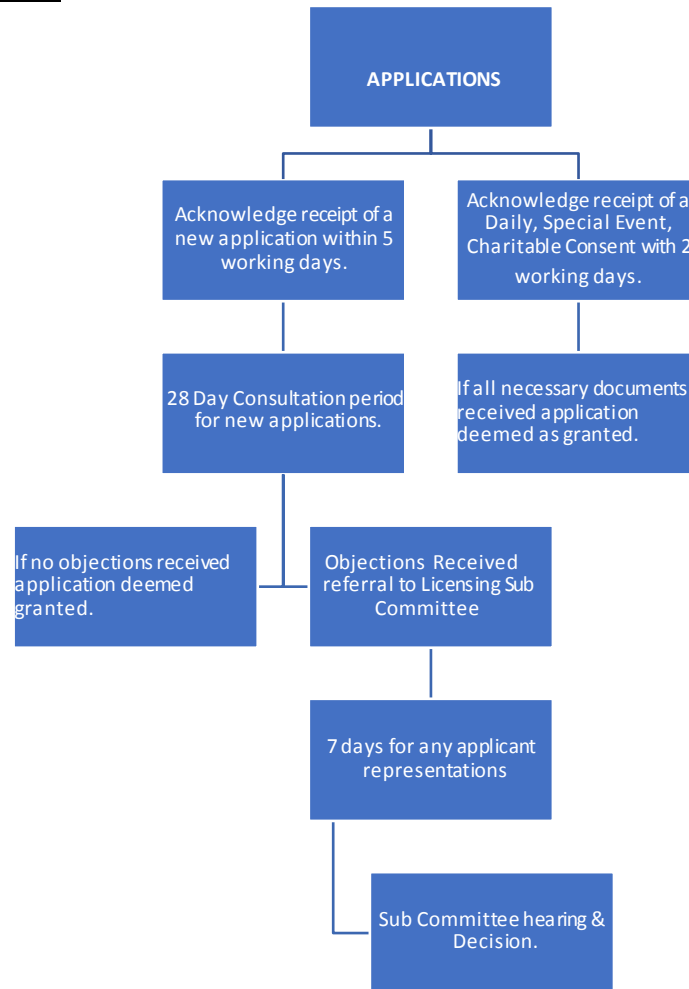 APPLICATIONS
Acknowledge receipt of a
new application within 5
working days.
Acknowledge receipt of a
Daily, Special Event,
Charitable Consent with 2
working days.
28 Day Consultation period
for new applications.
If all necessary documents
received application
deemed as granted.
If no objections received
application deemed
granted.
Objections Received
referral to Licensing Sub
Committee
7 days for any applicant
representations
Sub Committee hearing &
Decision.